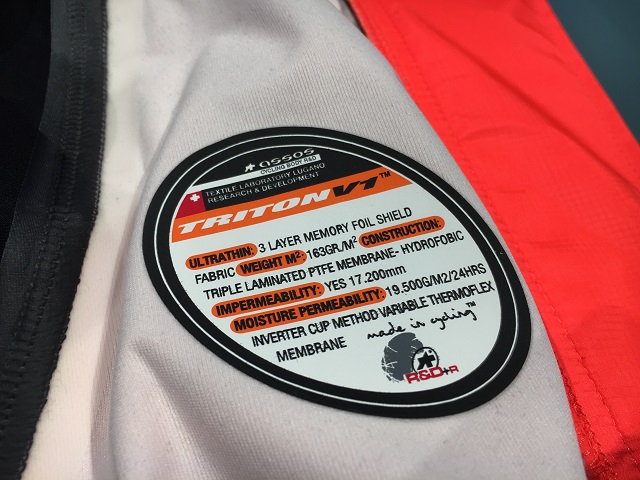 assos
CYCLING BODY R&D
TEXTILE LABORATORY LUGANO
RESEARCH & DEVELOPMENT
TRITONV1™
ULTRATHIN: 3 LAYER MEMORY FOIL SHIELD
FABRIC WEIGHT M²: 163GR/M² CONSTRUCTION:
TRIPLE LAMINATED PTFE MEMBRANE- HYDROFOBIC
IMPERMEABILITY: YES 17.200mm
MOISTURE PERMEABILITY: 19.500G/M2/24HRS
INVERTER CUP METHOD VARIABLE THERMOFLEX
MEMBRANE made in cycling™
R&D+R